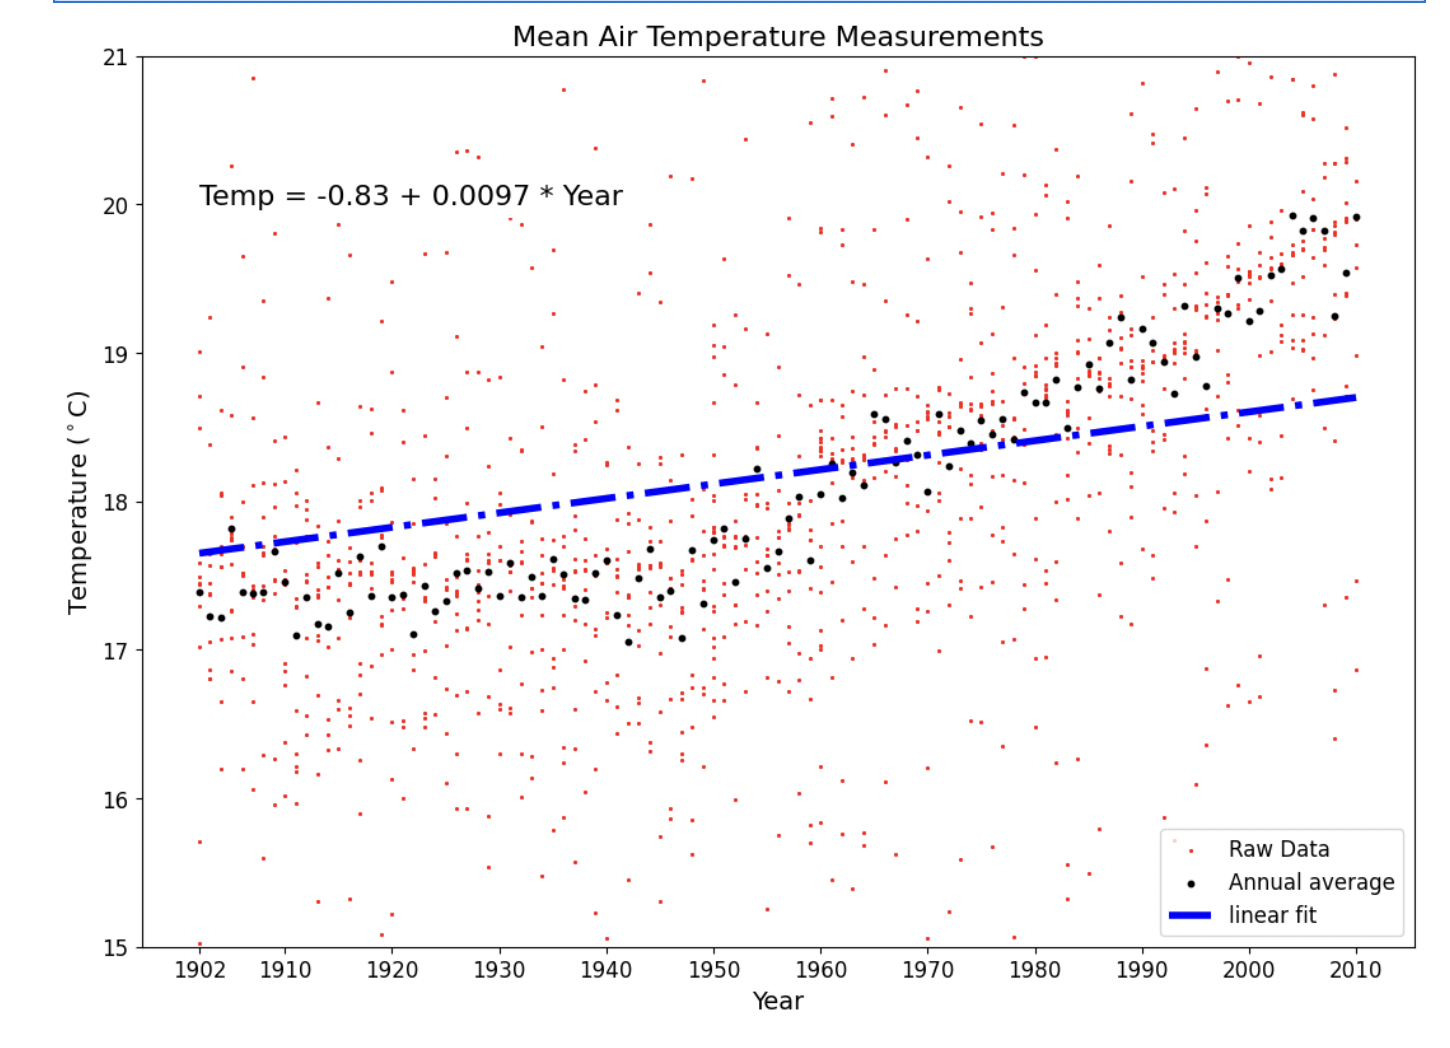 Mean Air Temperature Measurements
21
20
19
18
17
16
15
Temperature (°C)
Temp = -0.83 + 0.0097 * Year
Raw Data
Annual average
linear fit
1902 1910 1920 1930 1940 1950 1960 1970 1980 1990 2000 2010
Year